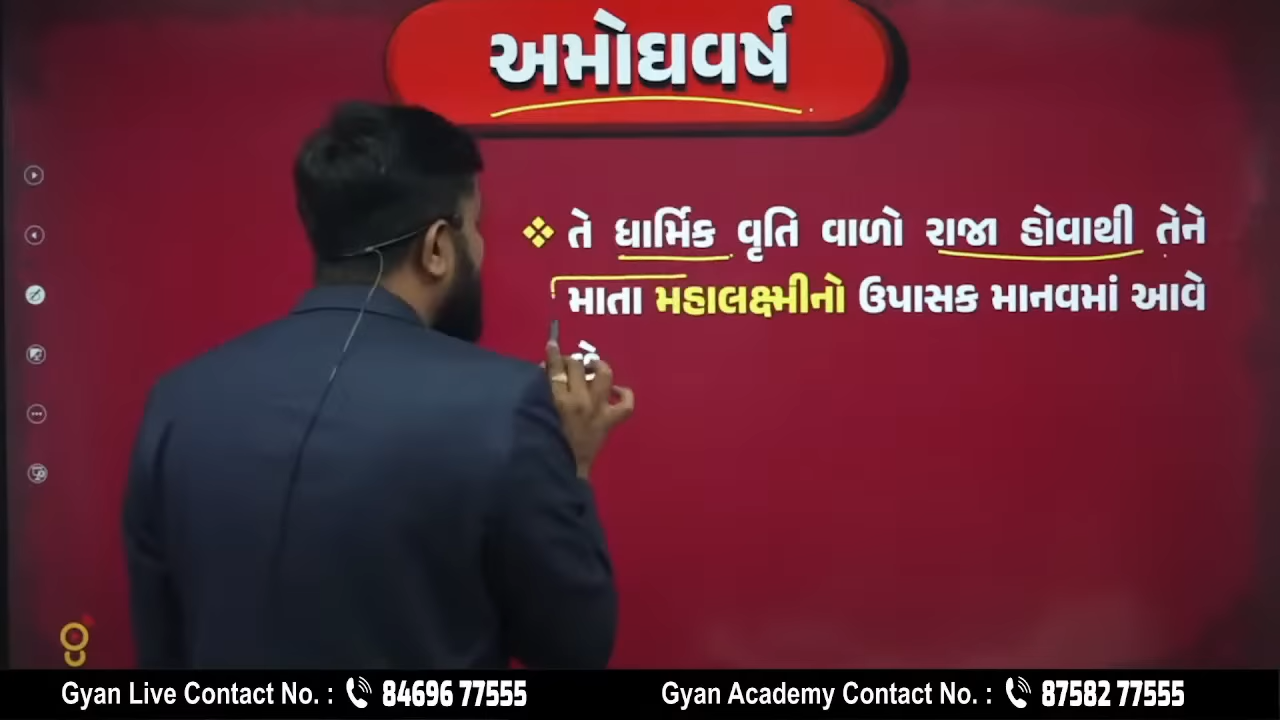 અમોઘવર્ષ
તે ધાર્મિક વૃતિ વાળો રાજા હોવાથી તેને
માતા મહાલક્ષ્મીનો ઉપાસક માનવમાં આવે
Gyan Live Contact No. : 84696 77555
Gyan Academy Contact No. : 87582 77555